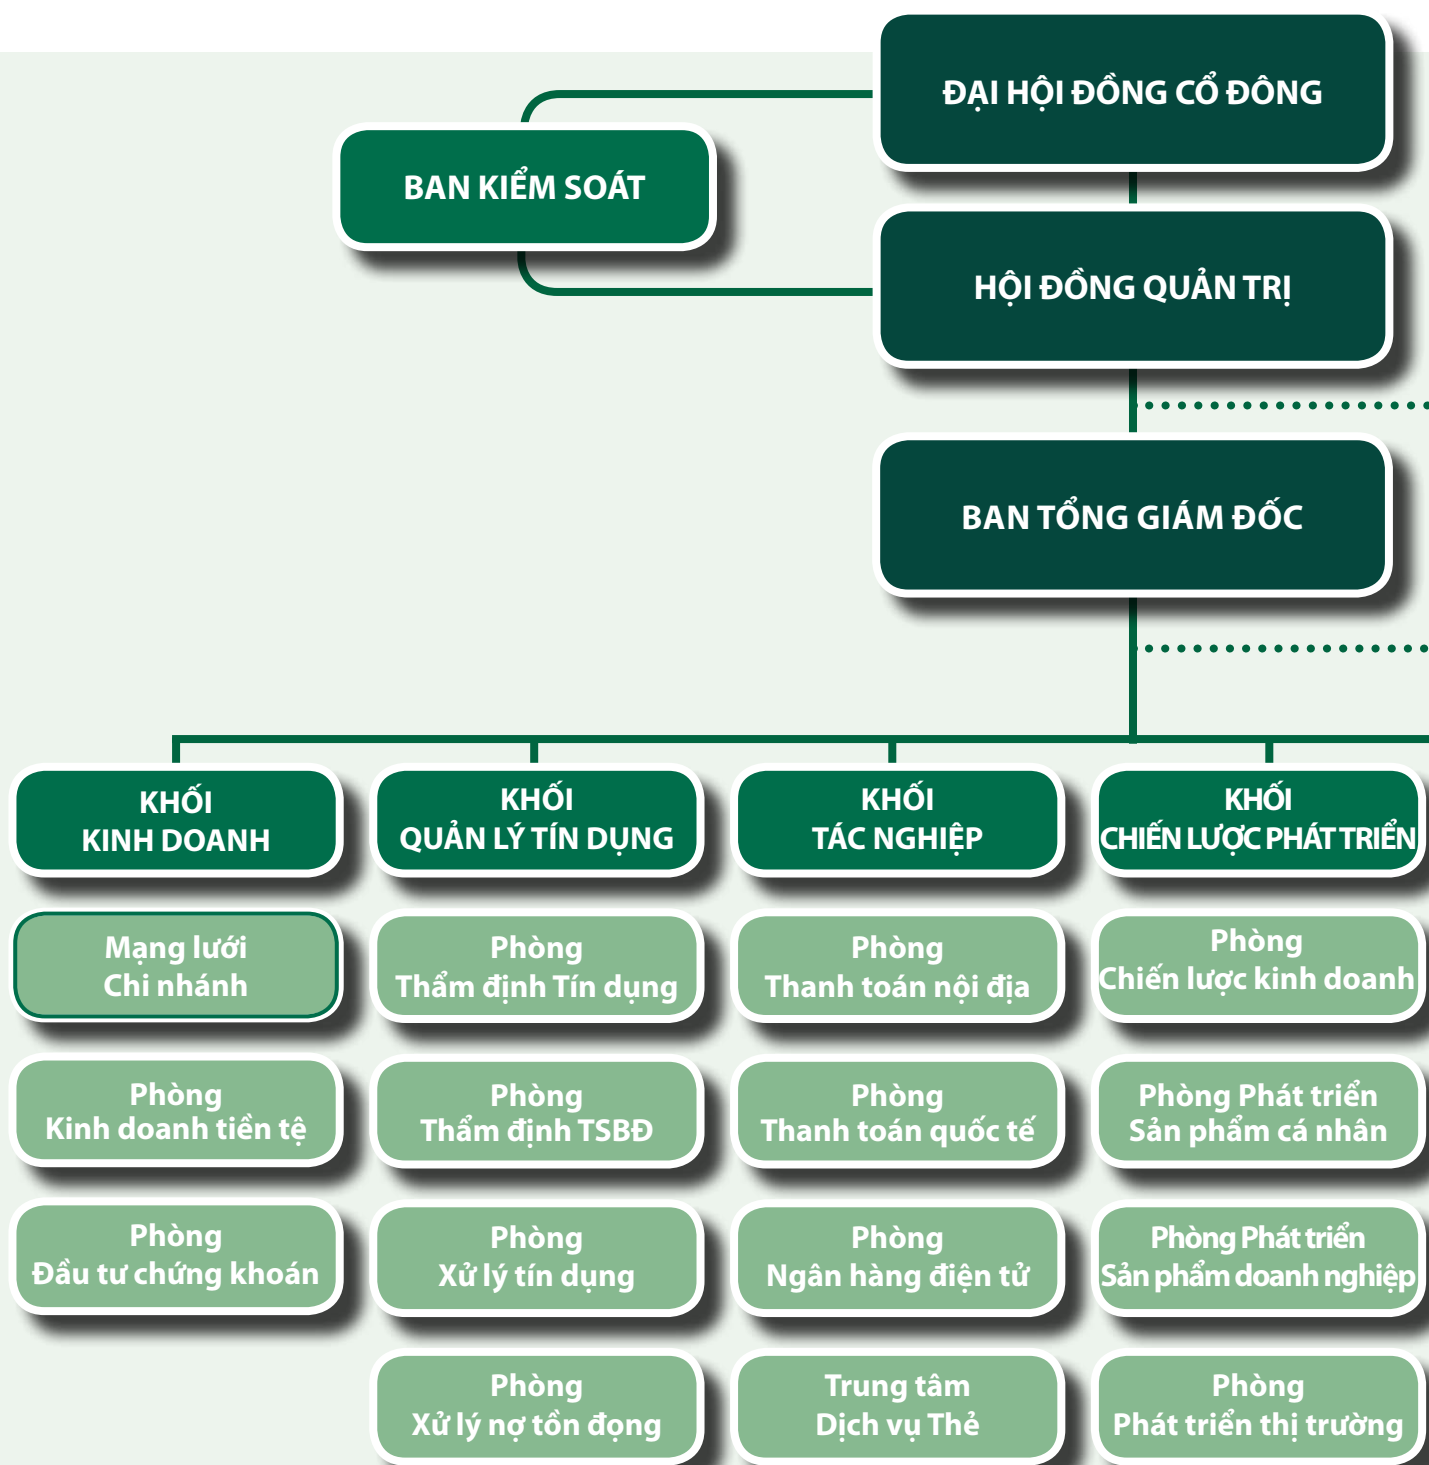 ĐẠI HỘI ĐỒNG CỔ ĐÔNG
BAN KIỂM SOÁT
HỘI ĐỒNG QUẢN TRỊ
BAN TỔNG GIÁM ĐỐC
KHỐI
KINH DOANH
Mạng lưới
Chi nhánh
Phòng
Kinh doanh tiền tệ
Phòng
Đầu tư chứng khoán
KHỐI
QUẢN LÝ TÍN DỤNG
Phòng
Thẩm định Tín dụng
Phòng
Thẩm định TSBĐ
Phòng
Xử lý tín dụng
Phòng
Xử lý nợ tồn đọng
KHỐI
TÁC NGHIỆP
Phòng
Thanh toán nội địa
Phòng
Thanh toán quốc tế
Phòng
Ngân hàng điện tử
Trung tâm
Dịch vụ Thẻ
KHỐI
CHIẾN LƯỢC PHÁT TRIỂN
Phòng
Chiến lược kinh doanh
Phòng Phát triển
Sản phẩm cá nhân
Phòng Phát triển
Sản phẩm doanh nghiệp
Phòng
Phát triển thị trường